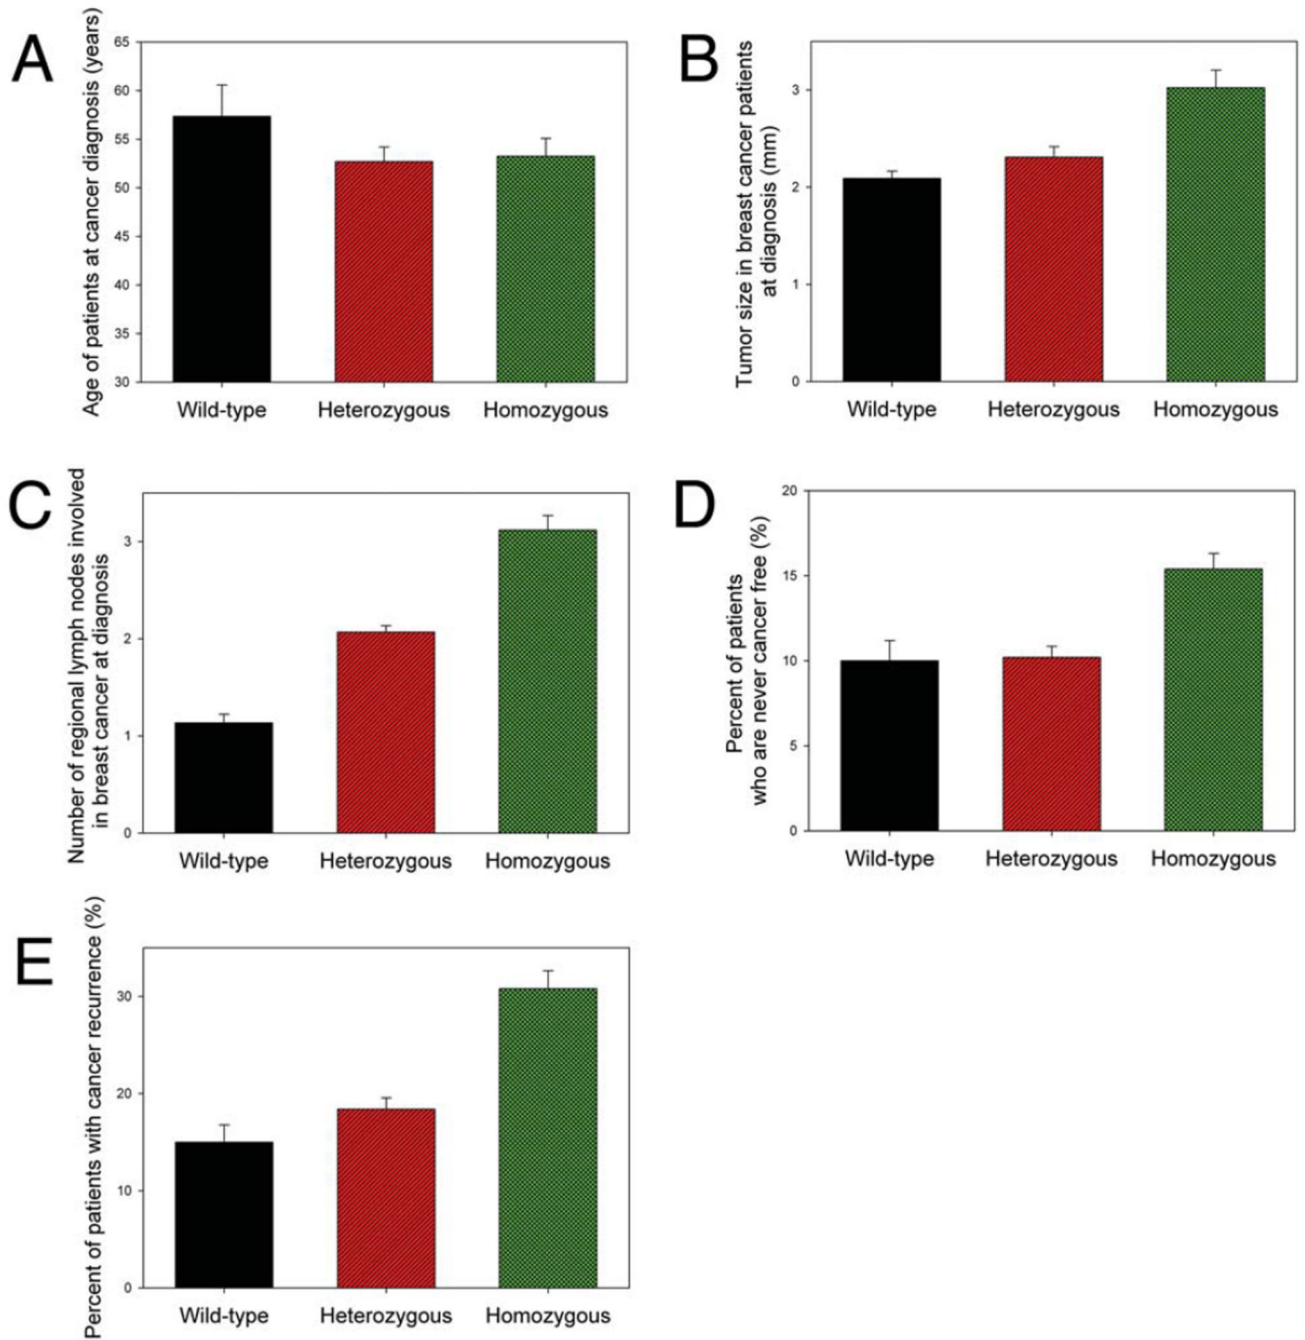 A
Age of patients at cancer diagnosis (years)
65
60
55
50
45
40
35
30
Wild-type
Heterozygous
Homozygous
B
Tumor size in breast cancer patients
at diagnosis (mm)
3
2
1
0
Wild-type
Heterozygous
Homozygous
C
Number of regional lymph nodes involved
in breast cancer at diagnosis
3
2
1
0
Wild-type
Heterozygous
Homozygous
D
Percent of patients
who are never cancer free (%)
20
15
10
5
0
Wild-type
Heterozygous
Homozygous
E
Percent of patients with cancer recurrence (%)
30
20
10
0
Wild-type
Heterozygous
Homozygous